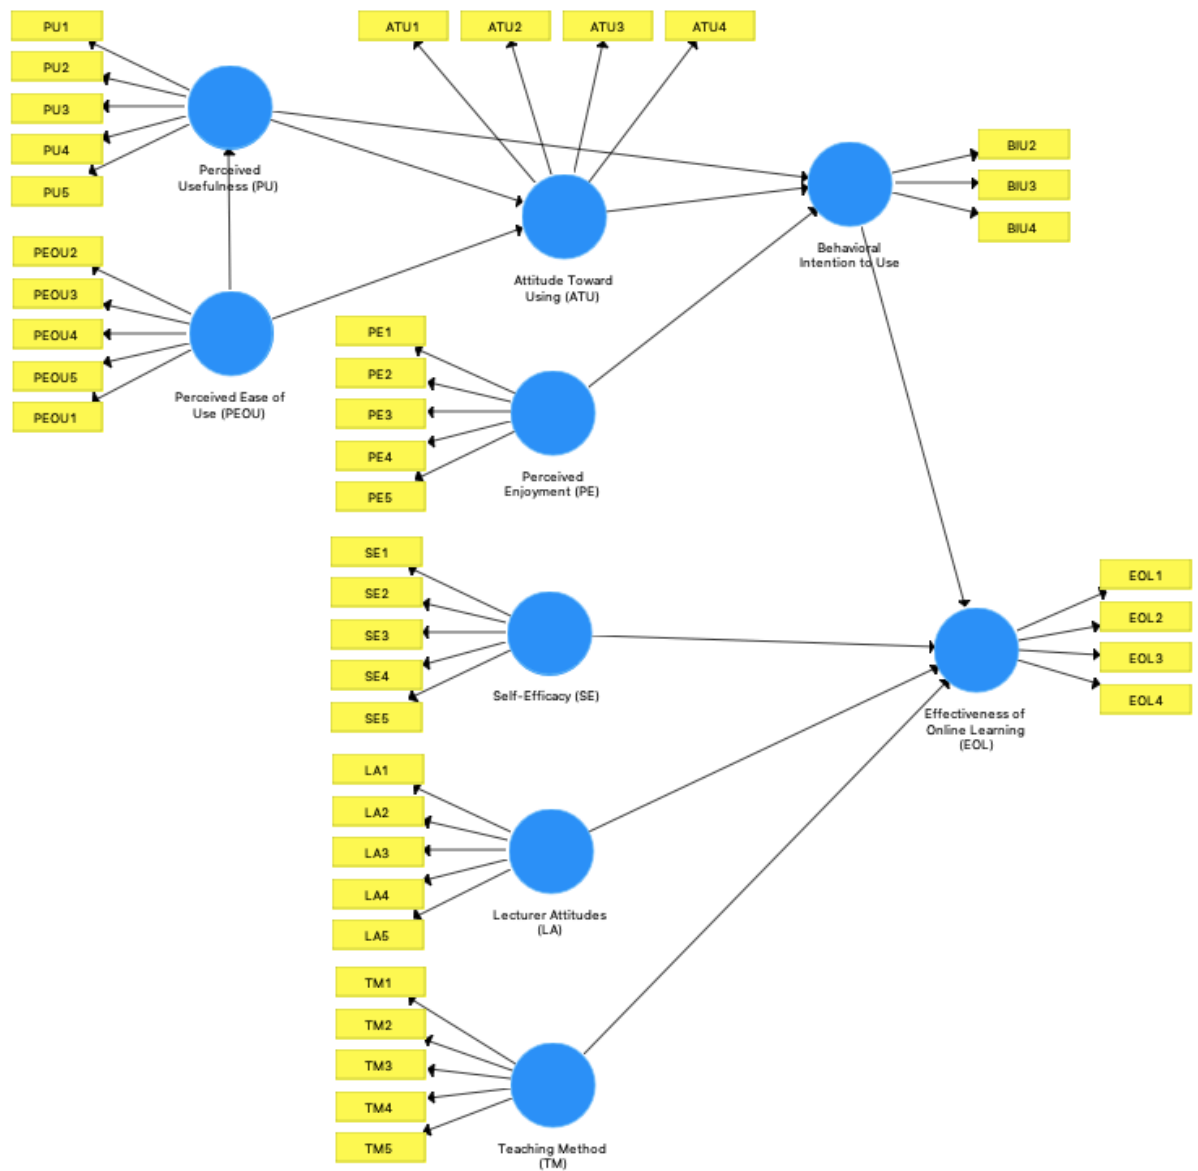 PU1
PU2
PU3
PU4
PU5
Perceived
Usefulness (PU)
ATU1
ATU2
ATU3
ATU4
Attitude Toward
Using (ATU)
BIU2
BIU3
BIU4
Behavioral
Intention to Use
PEOU2
PEOU3
PEOU4
PEOU5
PEOU1
Perceived Ease of
Use (PEOU)
PE1
PE2
PE3
PE4
PE5
Perceived
Enjoyment (PE)
SE1
SE2
SE3
SE4
SE5
Self-Efficacy (SE)
EOL1
EOL2
EOL3
EOL4
Effectiveness of
Online Learning
(EOL)
LA1
LA2
LA3
LA4
LA5
Lecturer Attitudes
(LA)
TM1
TM2
TM3
TM4
TM5
Teaching Method
(TM)